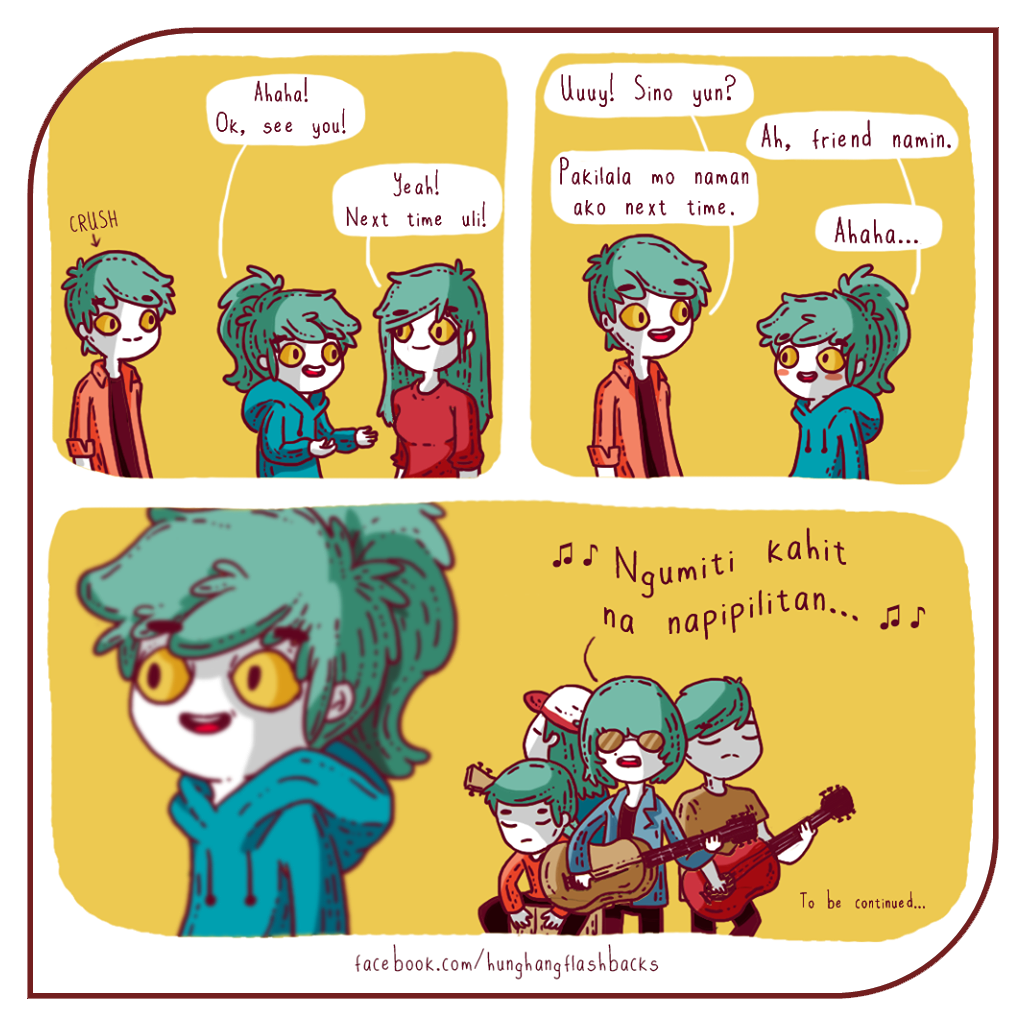 Ahaha!
Ok, see you!
Yeah!
Next time uli!
CRUSH
Uuuy! Sino yun?
Ah, friend namin.
Pakilala mo naman
ako next time.
Ahaha...
Ngumiti kahit
na napipilitan...
To be continued...
facebook.com/hunghangflashbacks